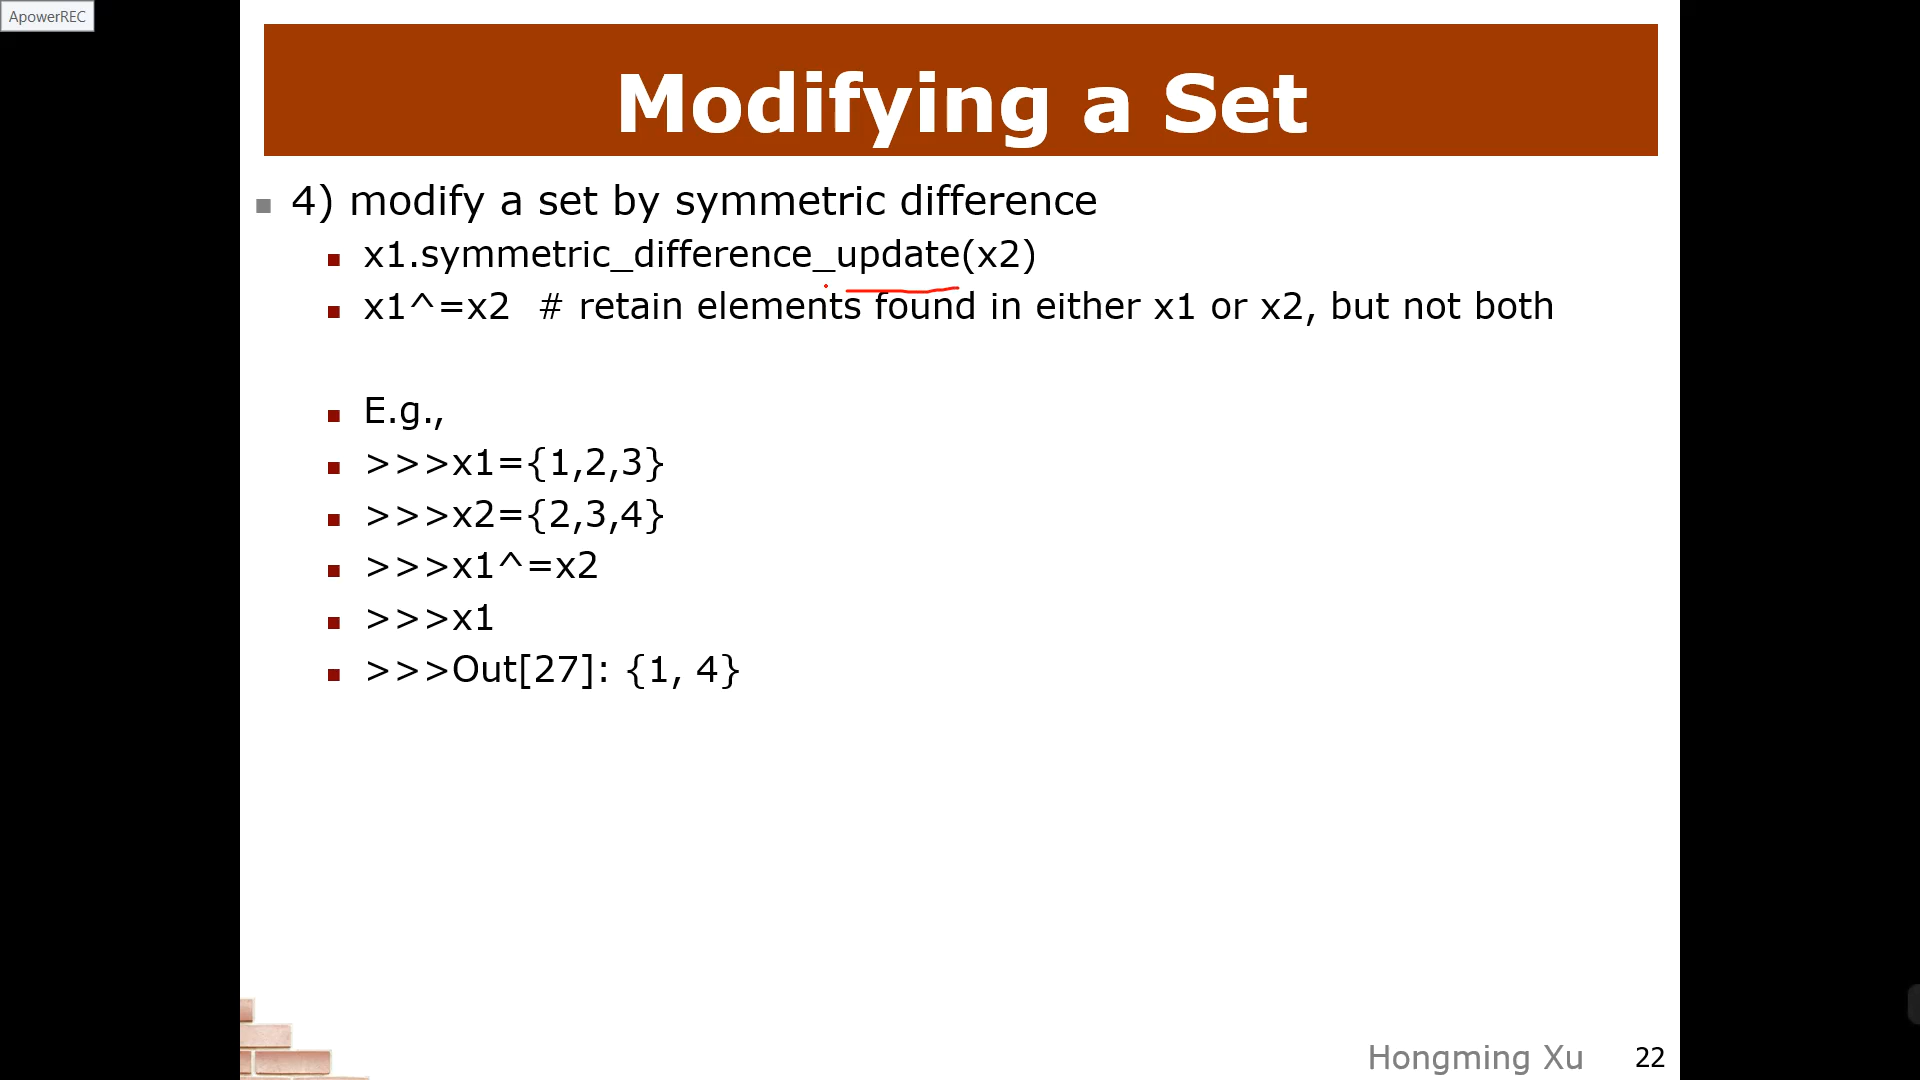 ApowerREC
Modifying a Set
4) modify a set by symmetric difference
x1.symmetric_difference_update(x2)
x1^=x2 # retain elements found in either x1 or x2, but not both
E.g.,
>>>x1={1,2,3}
>>>x2={2,3,4}
>>>x1^=x2
>>>x1
>>>Out[27]: {1, 4}
Hongming Xu 22